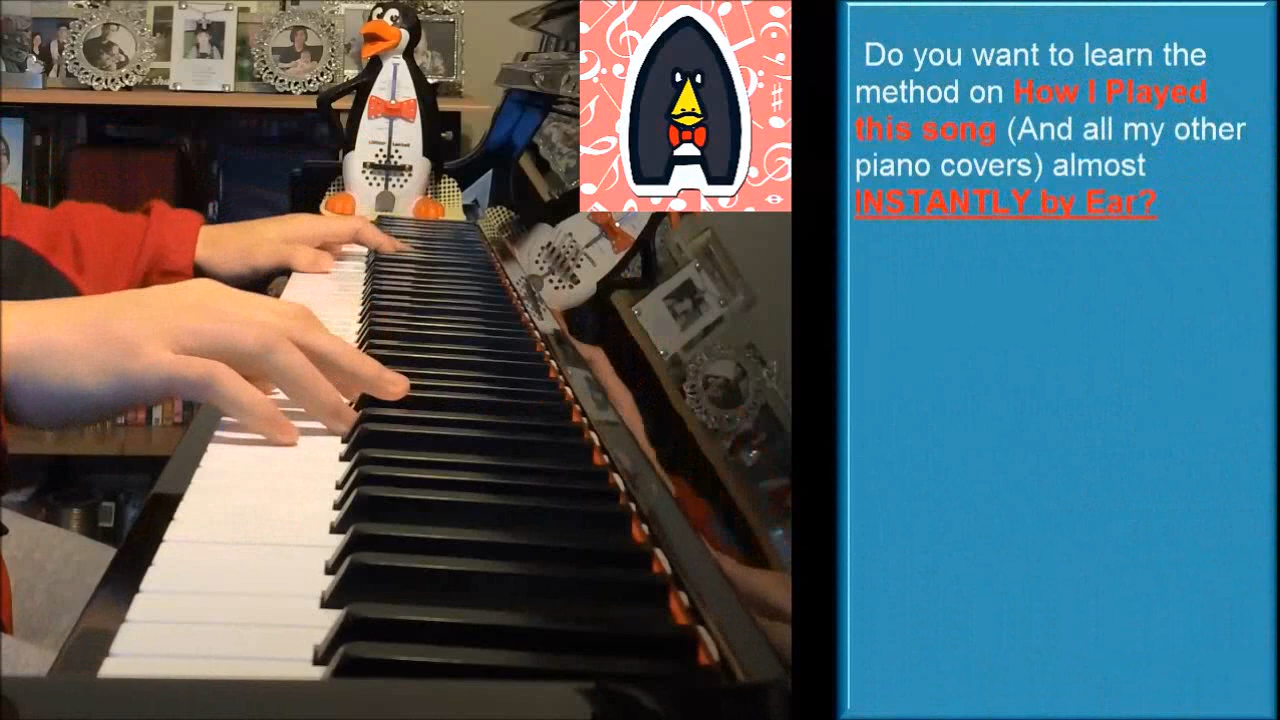 Do you want to learn the
method on How I Played
this song (And all my other
piano covers) almost
INSTANTLY by Ear?